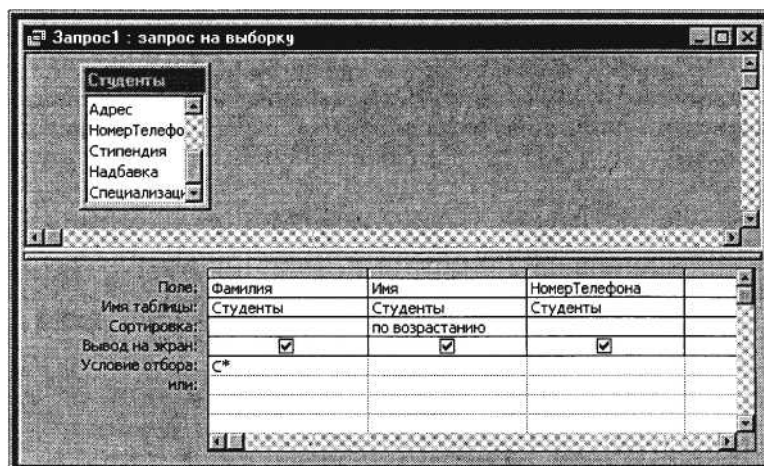 Запрос1 : запрос на выборку
Студенты
Адрес
НомерТелефо
Стипендия
Надбавка
Специализаци
Поле: Фамилия Имя НомерТелефона
Имя таблицы: Студенты Студенты Студенты
Сортировка: по возрастанию
Вывод на экран:
Условие отбора: С*
или: